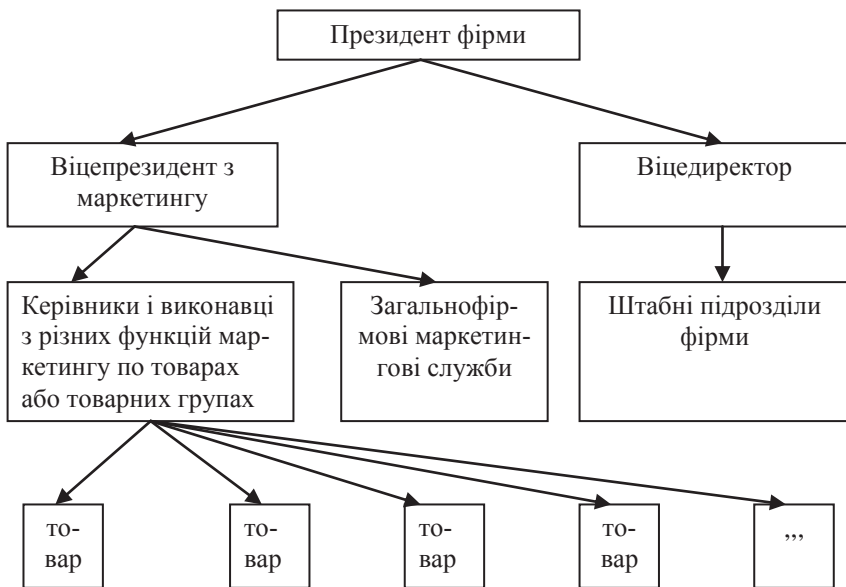 Президент фірми
Віцепрезидент з
маркетингу
Віцедиректор
Керівники і виконавці
з різних функцій мар-
кетингу по товарах
або товарних групах
Загальнофір-
мові маркетин-
гові служби
Штабні підрозділи
фірми
то-
вар
то-
вар
то-
вар
то-
вар
,,,